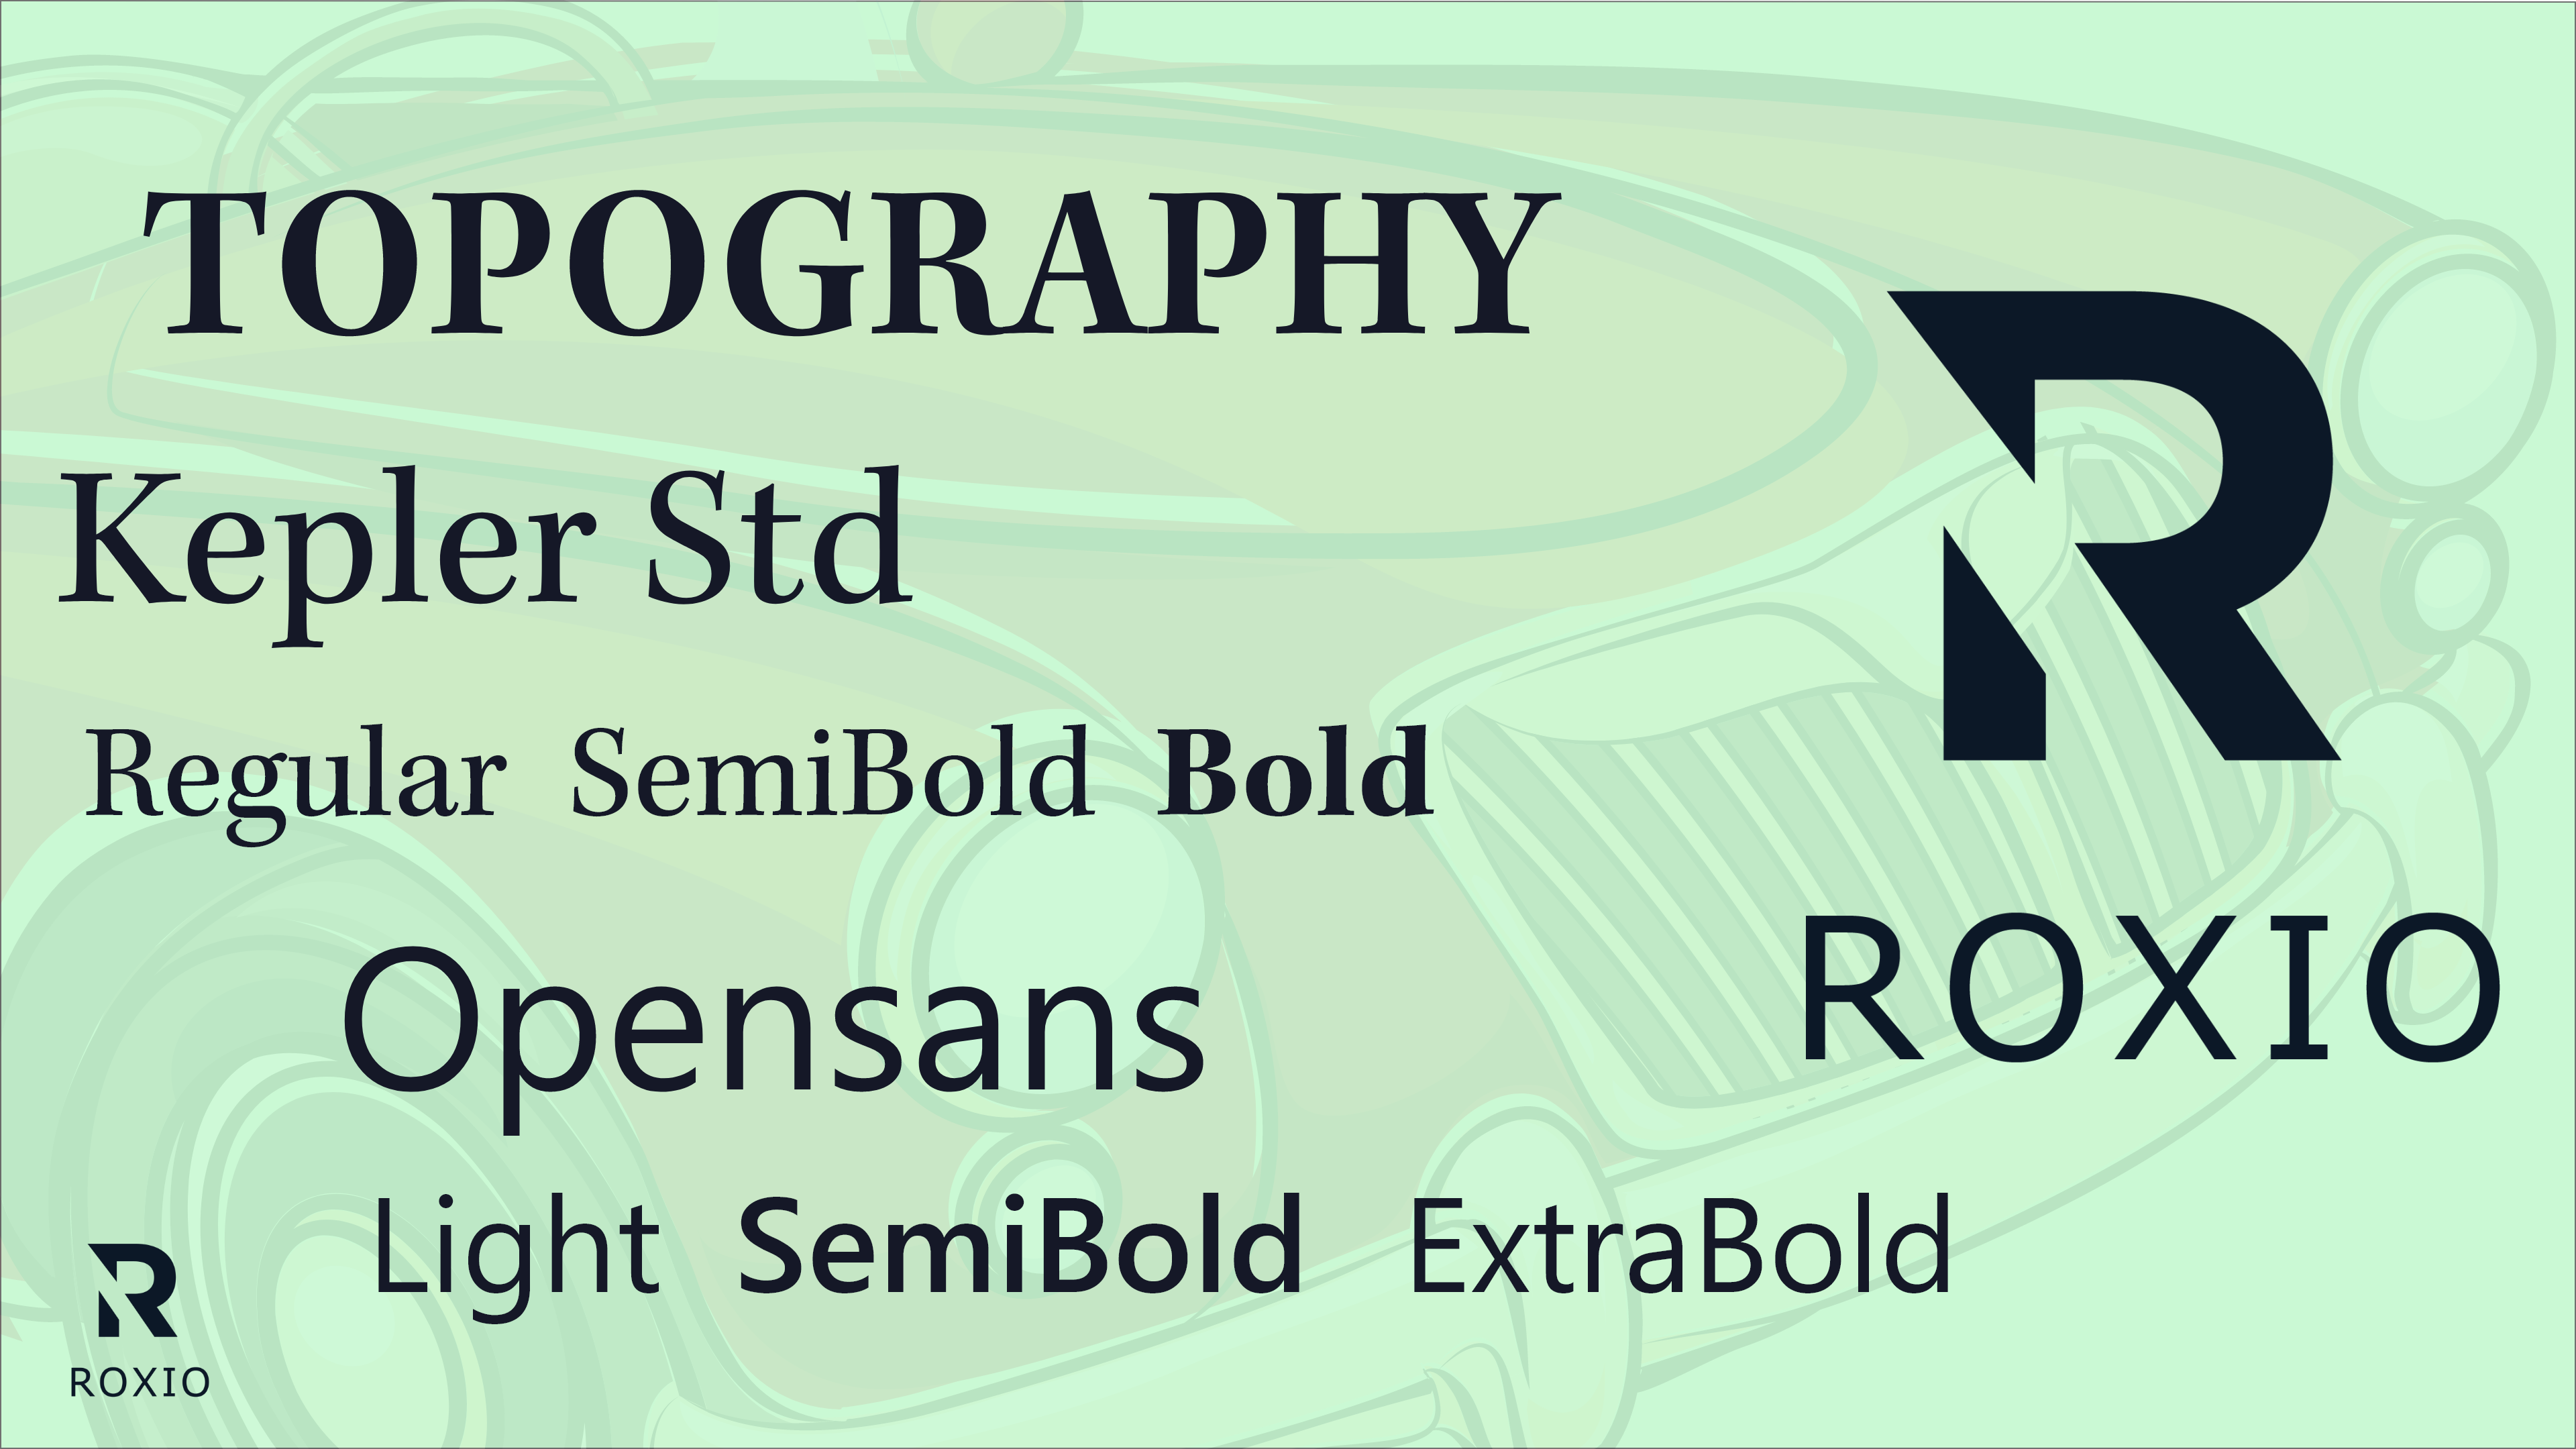 TOPOGRAPHY
Kepler Std
Regular SemiBold Bold
Opensans
Light SemiBold ExtraBold
R
ROXIO
R
ROXIO